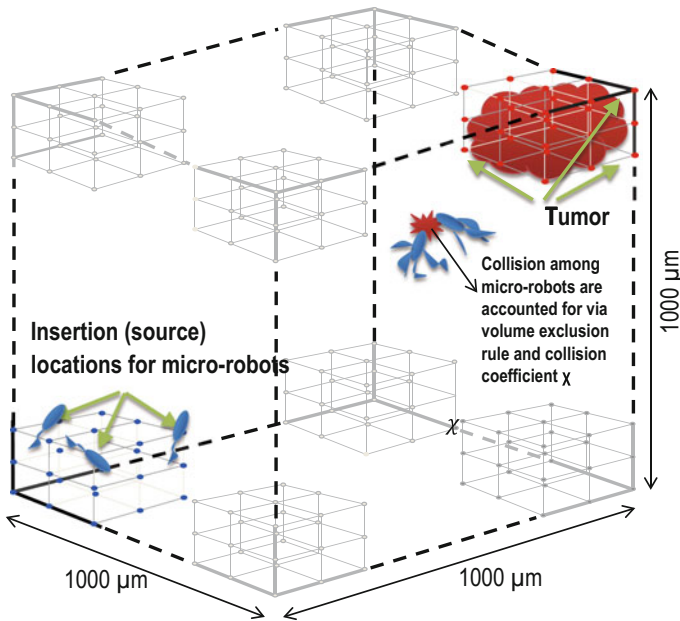 Tumor
Collision among
micro-robots are
accounted for via
volume exclusion
rule and collision
coefficient χ
1000 μm
Insertion (source)
locations for micro-robots
χ
1000 μm
1000 μm